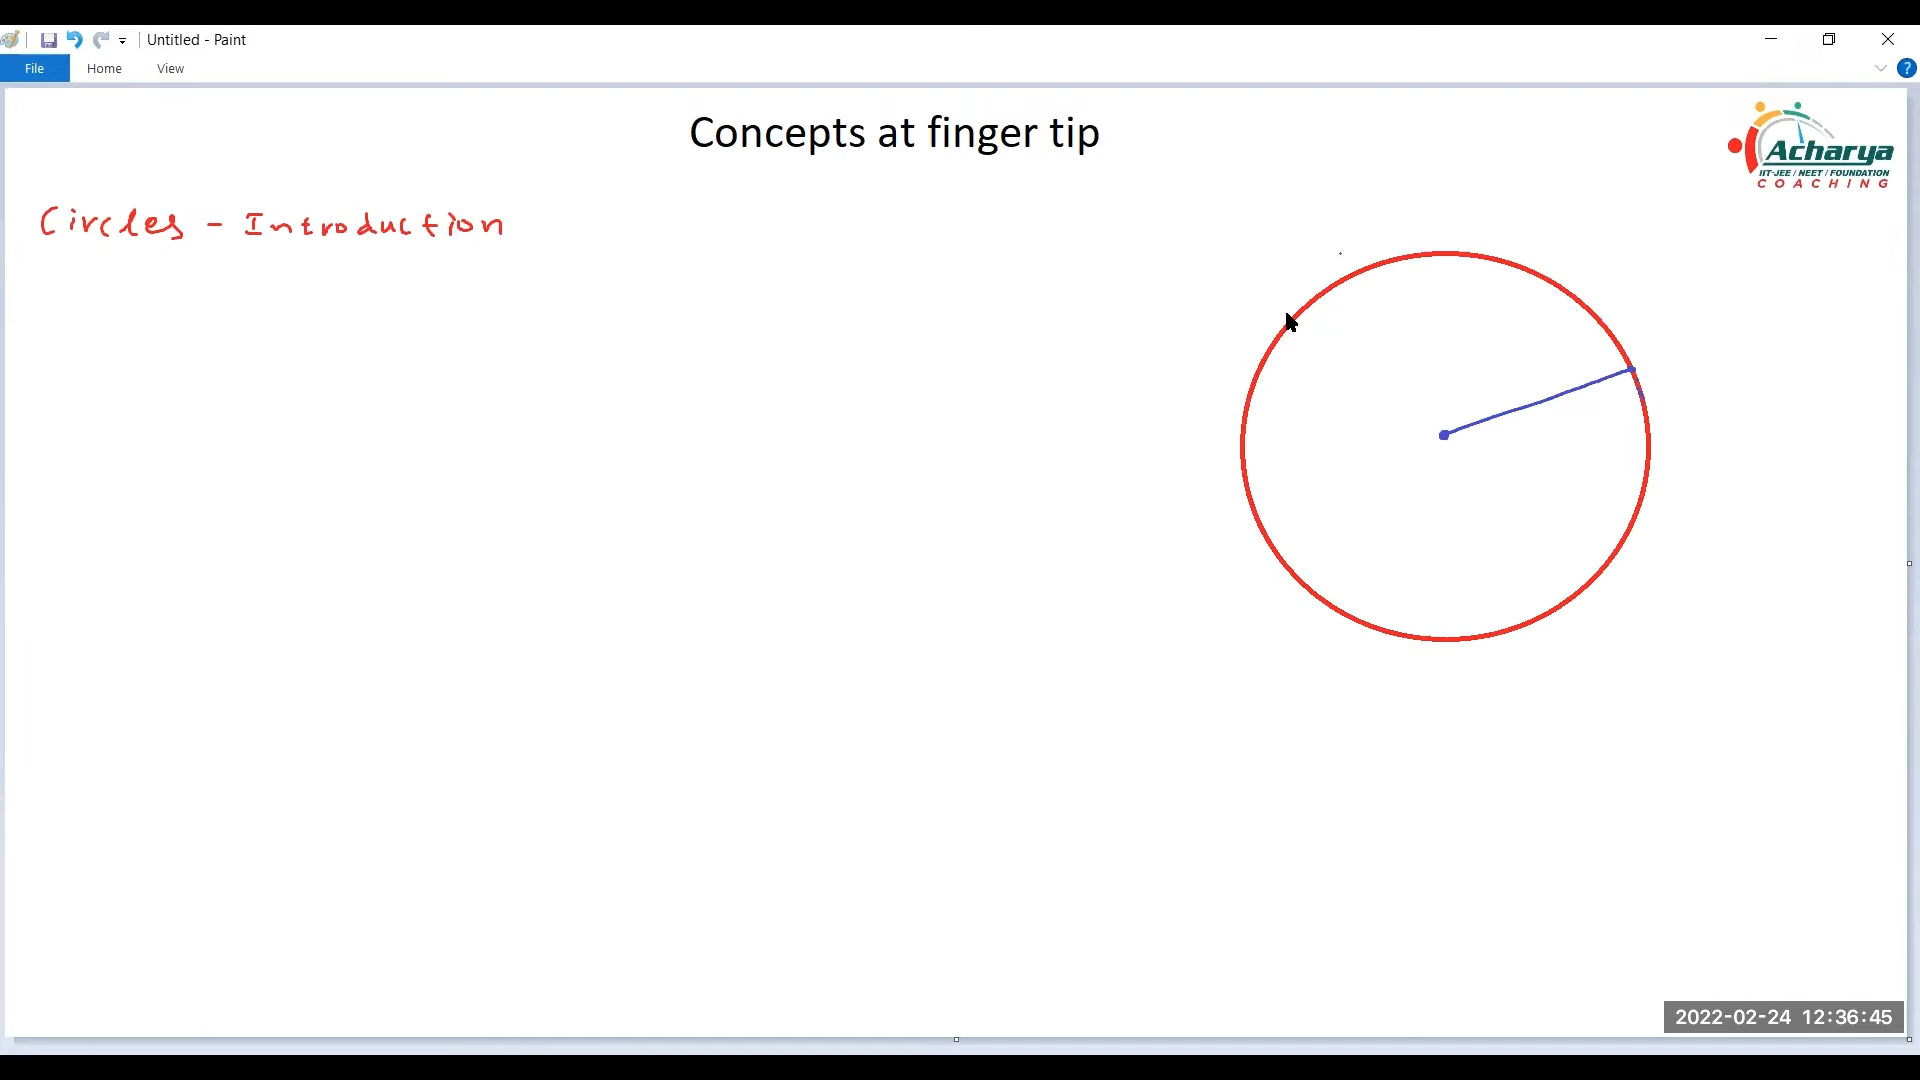 Untitled - Paint
File Home View
?
Concepts at finger tip
Acharya
IIT-JEE / NEET / FOUNDATION
COACHING
Circles - Introduction
2022-02-24 12:36:45